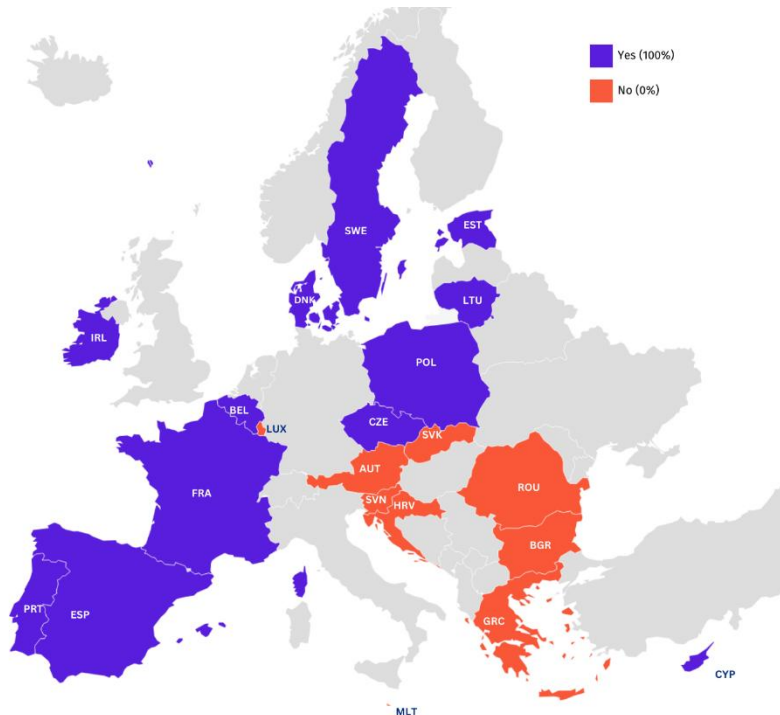 Yes (100%)
No (0%)
SWE
EST
DNK
LTU
IRL
POL
BEL
LUX
CZE
SVK
AUT
FRA
SVN
HRV
ROU
BGR
PRT
ESP
GRC
CYP
MLT